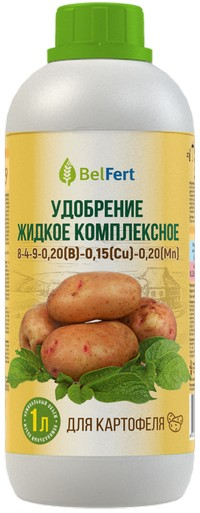 BelFert
УДОБРЕНИЕ
ЖИДКОЕ КОМПЛЕКСНОЕ
8-4-9-0,20(B)-0,15(Cu)-0,20(Mn)
1л
ДЛЯ КАРТОФЕЛЯ